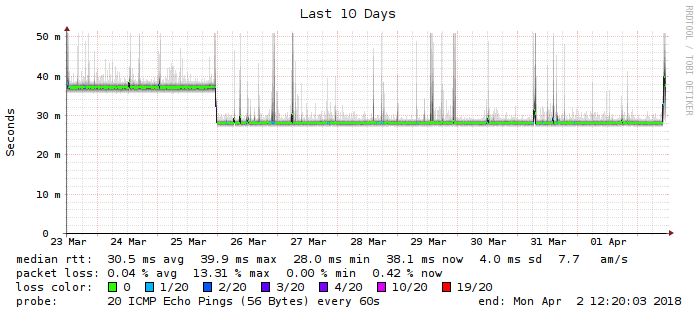 Last 10 Days
RRDTOOL / TOBI OETIKER
Seconds
50 m
40 m
30 m
20 m
10 m
0
23 Mar 24 Mar 25 Mar 26 Mar 27 Mar 28 Mar 29 Mar 30 Mar 31 Mar 01 Apr
median rtt: 30.5 ms avg 39.9 ms max 28.0 ms min 38.1 ms now 4.0 ms sd 7.7 am/s
packet loss: 0.04 % avg 13.31 % max 0.00 % min 0.42 % now
loss color: 0 1/20 2/20 3/20 4/20 10/20 19/20
probe: 20 ICMP Echo Pings (56 Bytes) every 60s end: Mon Apr 2 12:20:03 2018